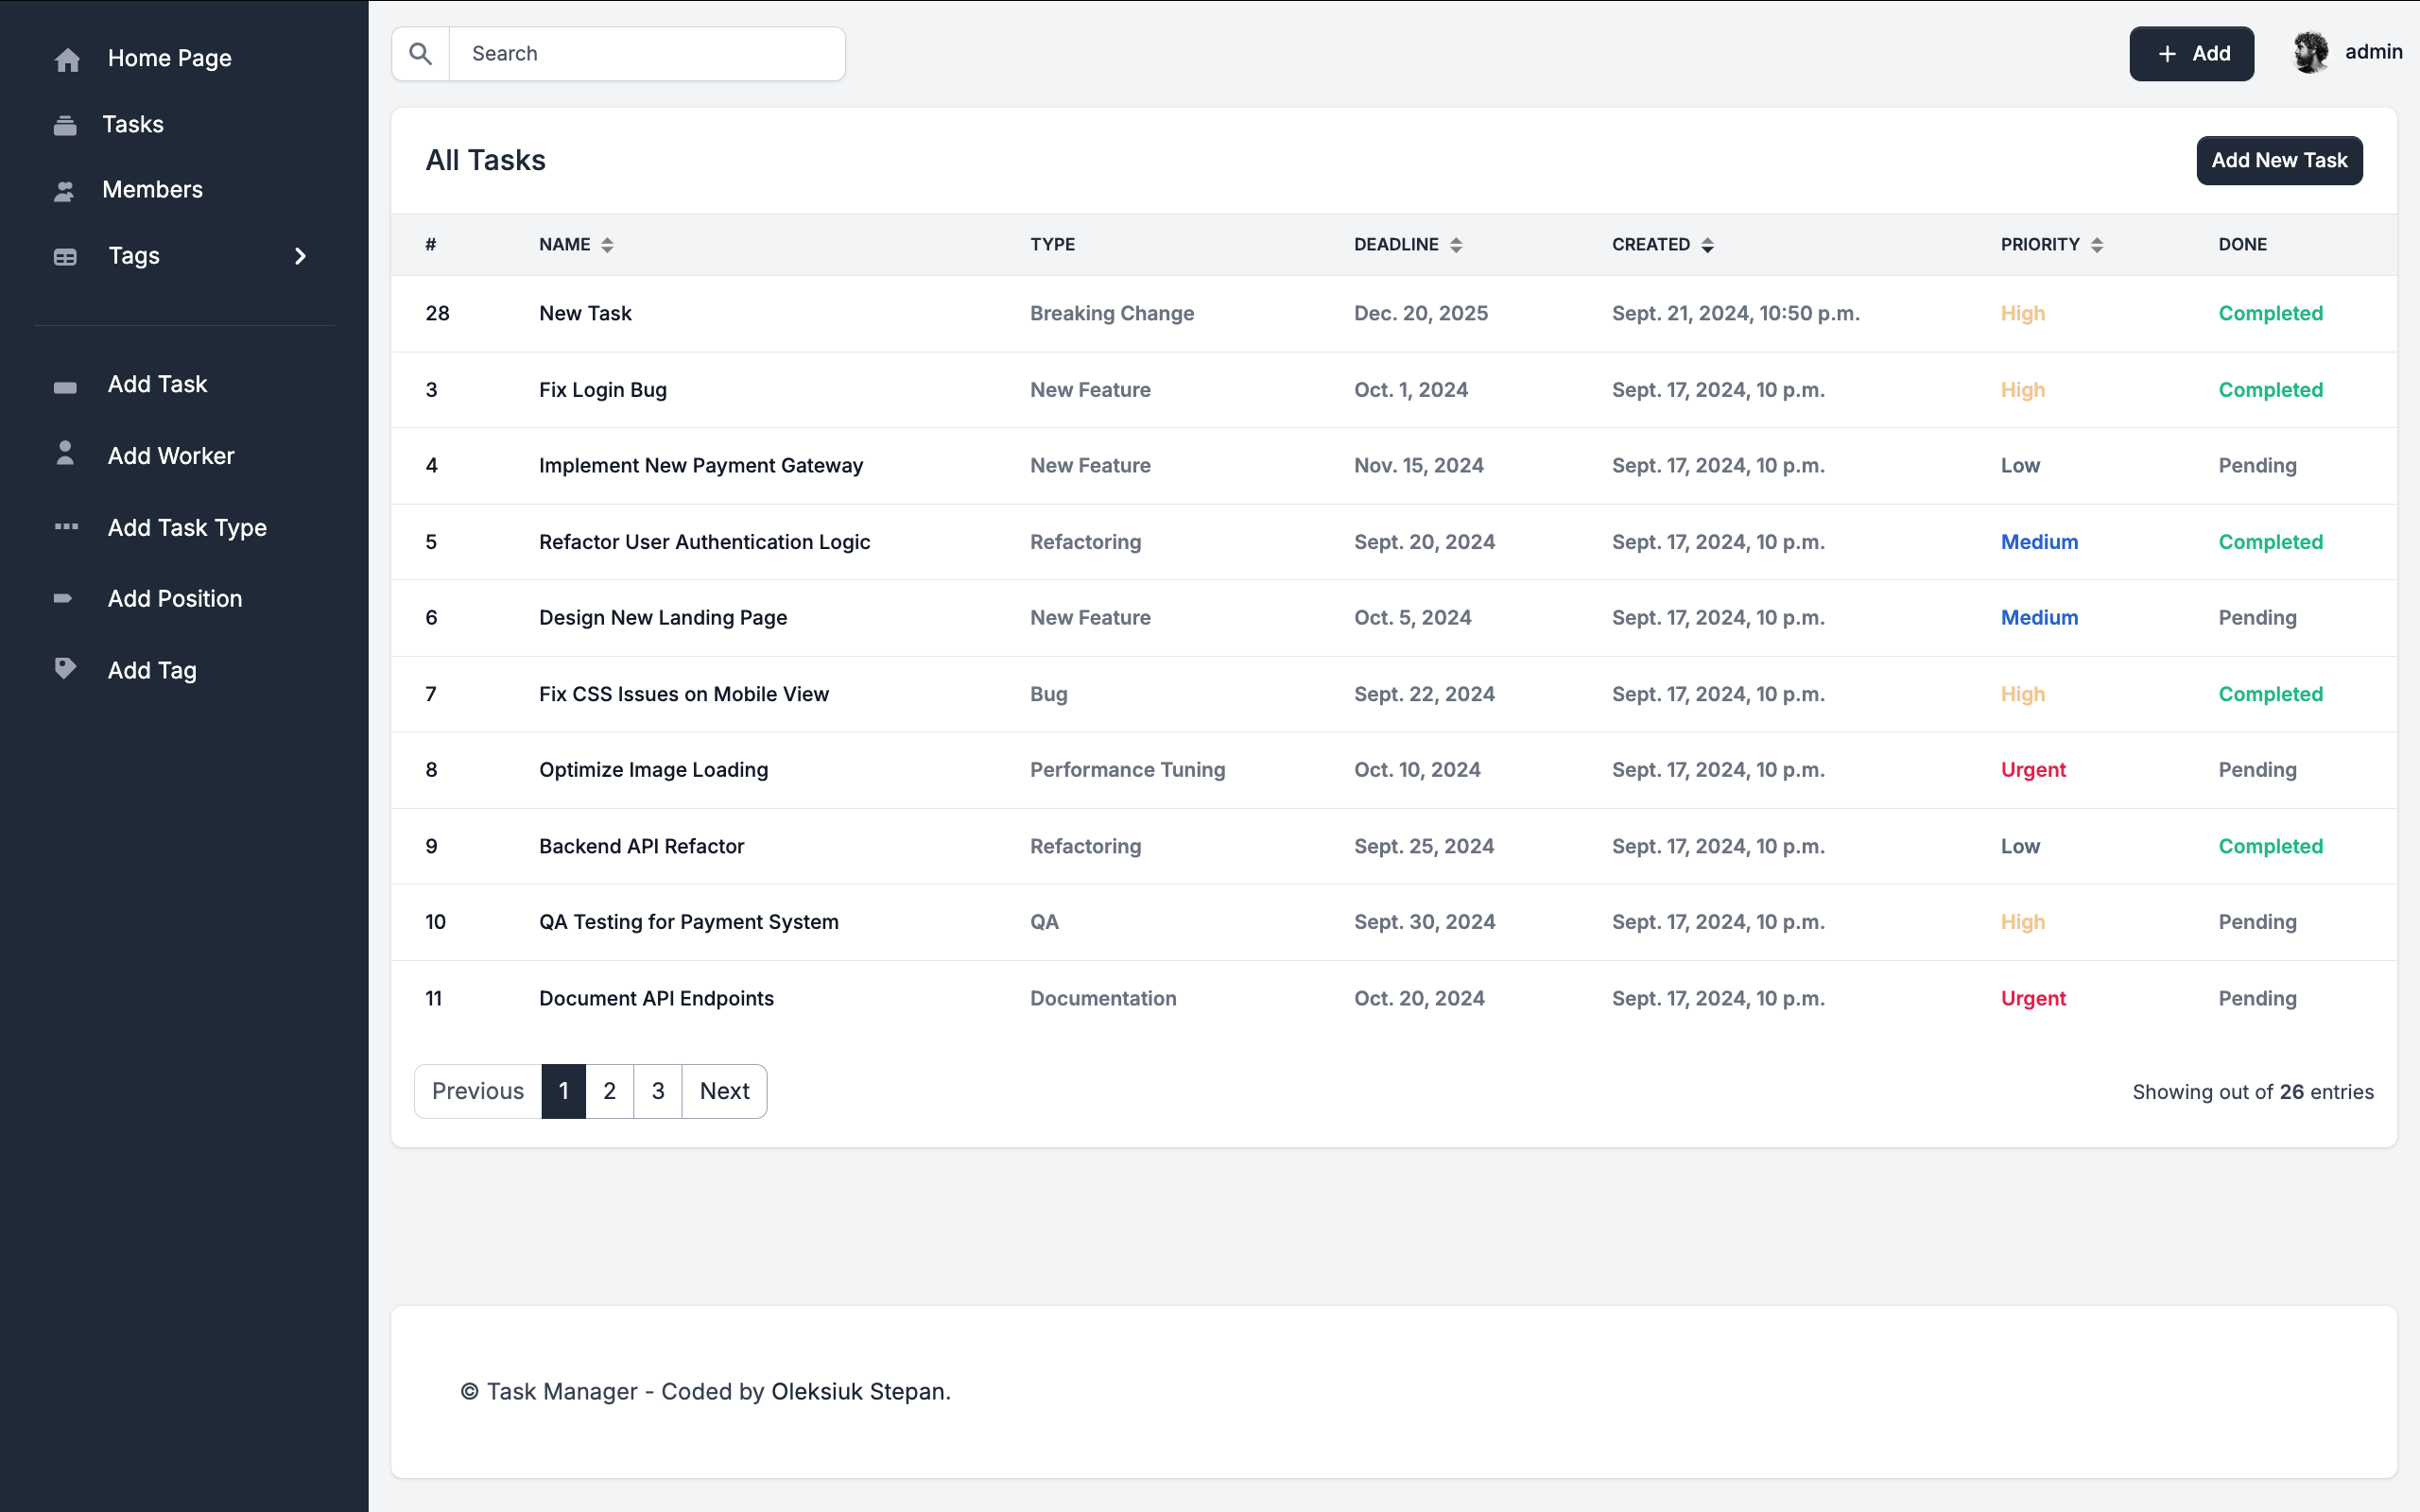 Home Page
Tasks
Members
Tags
Add Task
Add Worker
Add Task Type
Add Position
Add Tag
Search
Add
admin
All Tasks
Add New Task
# NAME TYPE DEADLINE CREATED PRIORITY DONE
28 New Task Breaking Change Dec. 20, 2025 Sept. 21, 2024, 10:50 p.m. High Completed
3 Fix Login Bug New Feature Oct. 1, 2024 Sept. 17, 2024, 10 p.m. High Completed
4 Implement New Payment Gateway New Feature Nov. 15, 2024 Sept. 17, 2024, 10 p.m. Low Pending
5 Refactor User Authentication Logic Refactoring Sept. 20, 2024 Sept. 17, 2024, 10 p.m. Medium Completed
6 Design New Landing Page New Feature Oct. 5, 2024 Sept. 17, 2024, 10 p.m. Medium Pending
7 Fix CSS Issues on Mobile View Bug Sept. 22, 2024 Sept. 17, 2024, 10 p.m. High Completed
8 Optimize Image Loading Performance Tuning Oct. 10, 2024 Sept. 17, 2024, 10 p.m. Urgent Pending
9 Backend API Refactor Refactoring Sept. 25, 2024 Sept. 17, 2024, 10 p.m. Low Completed
10 QA Testing for Payment System QA Sept. 30, 2024 Sept. 17, 2024, 10 p.m. High Pending
11 Document API Endpoints Documentation Oct. 20, 2024 Sept. 17, 2024, 10 p.m. Urgent Pending
Previous 1 2 3 Next
Showing out of 26 entries
© Task Manager - Coded by Oleksiuk Stepan.